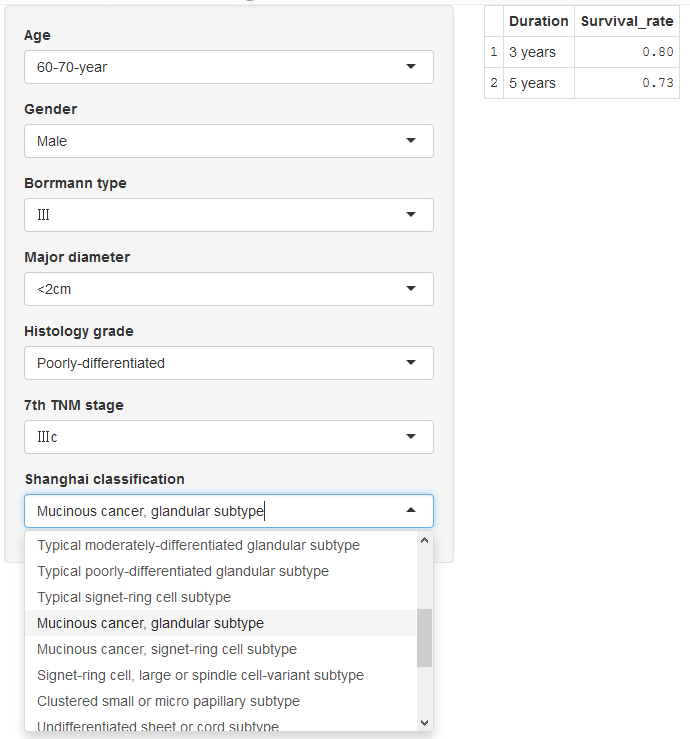 Age
60-70-year
Gender
Male
Borrmann type
Ⅲ
Major diameter
<2cm
Histology grade
Poorly-differentiated
7th TNM stage
Ⅲc
Shanghai classification
Mucinous cancer, glandular subtype
Typical moderately-differentiated glandular subtype
Typical poorly-differentiated glandular subtype
Typical signet-ring cell subtype
Mucinous cancer, glandular subtype
Mucinous cancer, signet-ring cell subtype
Signet-ring cell, large or spindle cell-variant subtype
Clustered small or micro papillary subtype
Undifferentiated sheet or cord subtype
Duration Survival_rate
1 3 years 0.80
2 5 years 0.73